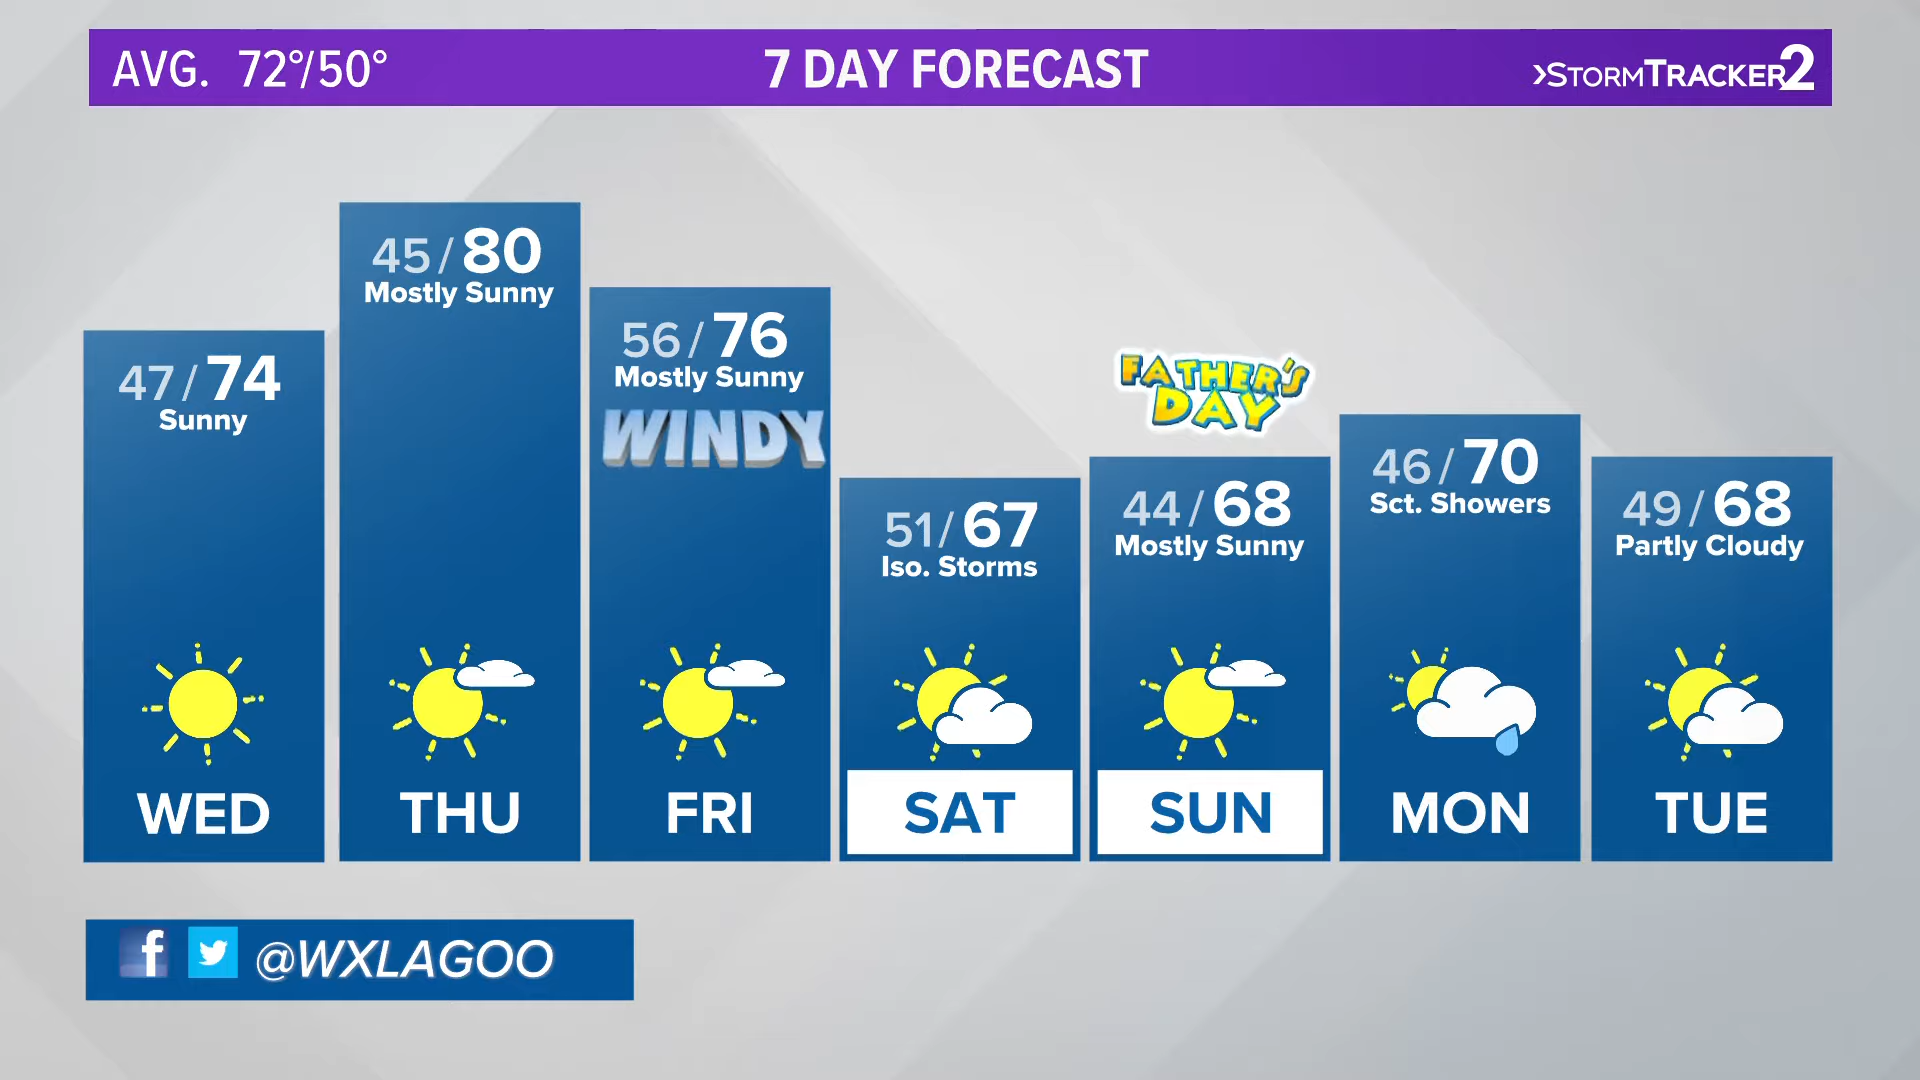 AVG. 72°/50°
7 DAY FORECAST
›STORMTRACKER2
47/74
Sunny
WED
45/80
Mostly Sunny
THU
56/76
Mostly Sunny
WINDY
FRI
51/67
Iso. Storms
SAT
FATHER'S
DAY
44/68
Mostly Sunny
SUN
46/70
Sct. Showers
MON
49/68
Partly Cloudy
TUE
f @WXLAGOO